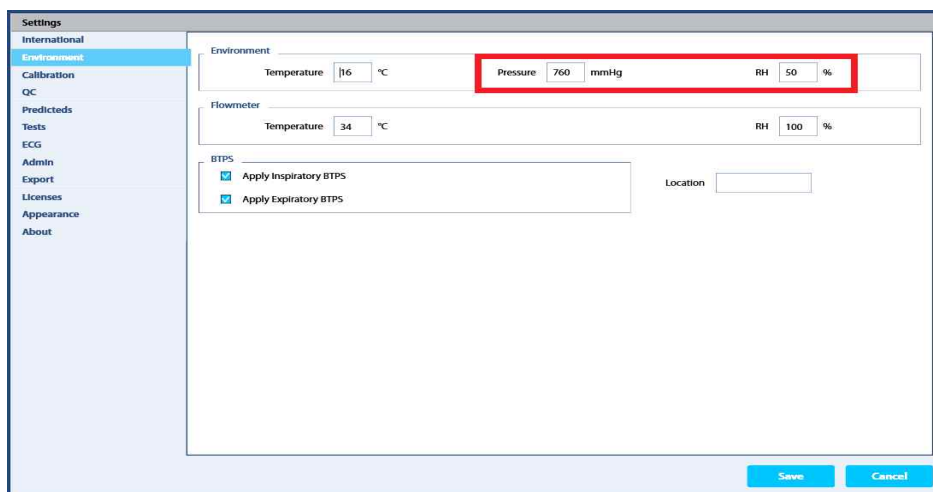 Settings
International
Environment
Calibration
QC
Predicteds
Tests
ECG
Admin
Export
Licenses
Appearance
About
Environment
Temperature 16 °C Pressure 760 mmHg RH 50 %
Flowmeter
Temperature 34 °C RH 100 %
BTPS
Apply Inspiratory BTPS
Apply Expiratory BTPS
Location
Save Cancel